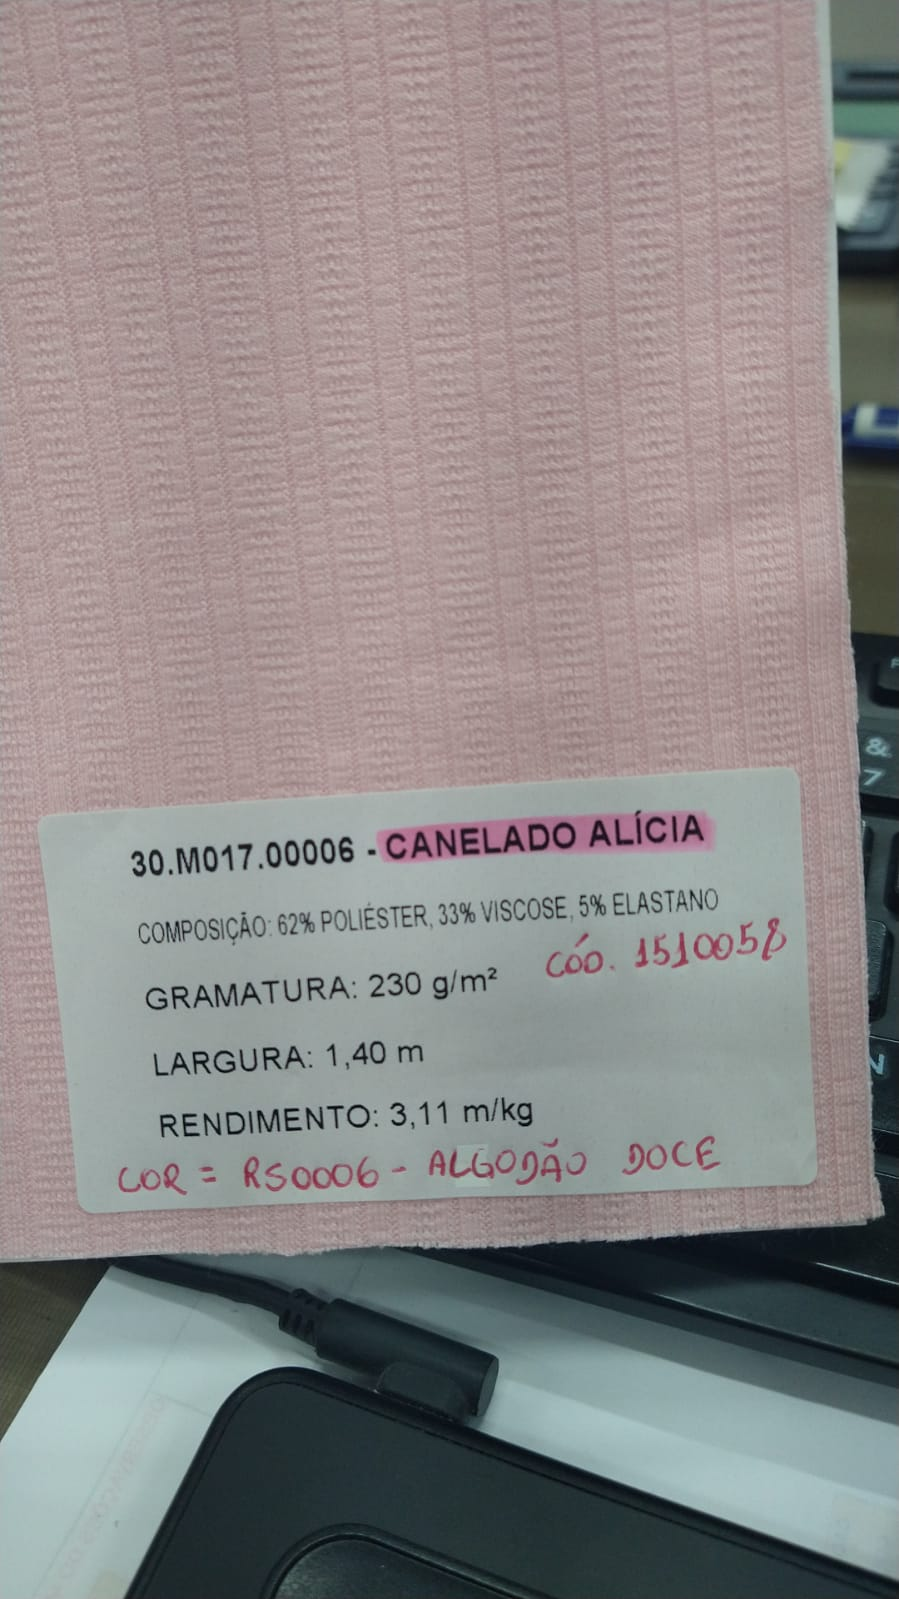 30.M017.00006 - CANELADO ALÍCIA
COMPOSIÇÃO: 62% POLIÉSTER, 33% VISCOSE, 5% ELASTANO
CÓD. 1510058
GRAMATURA: 230 g/m²
LARGURA: 1,40 m
RENDIMENTO: 3,11 m/kg
COR = RS0006 - ALGODÃO DOCE
&
7
N